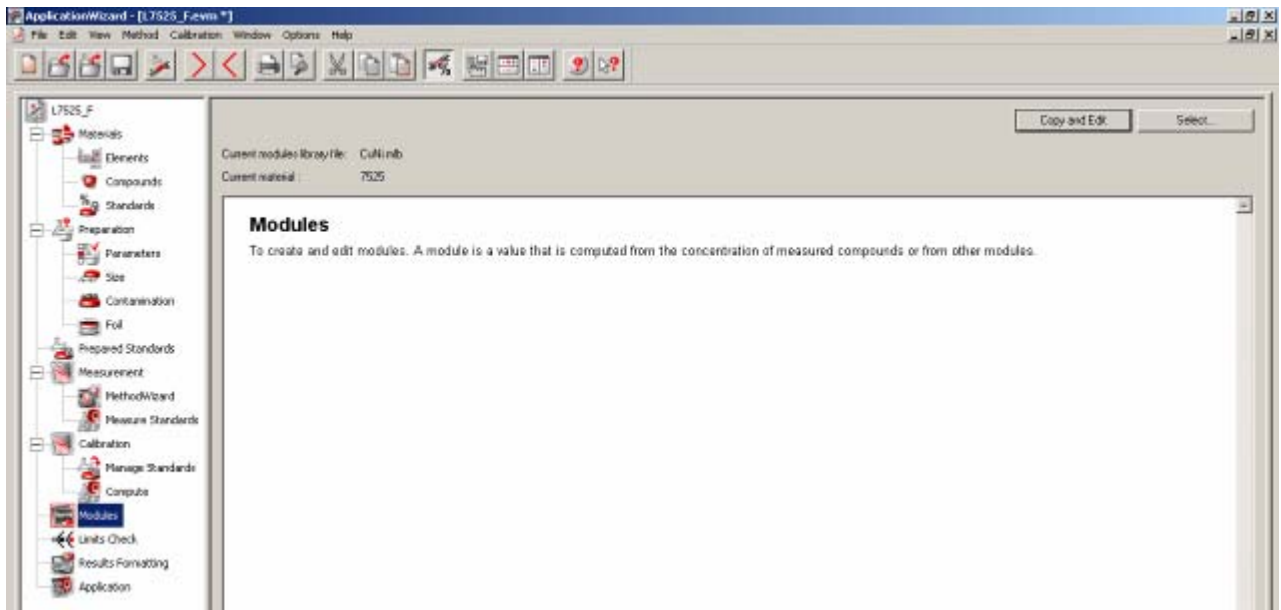 ApplicationWizard - [L7525_F.evm *]
File Edit View Method Calibration Window Options Help
L7525_F
Materials
Elements
Compounds
Standards
Preparation
Parameters
Size
Contamination
Foil
Prepared Standards
Measurement
MethodWizard
Measure Standards
Calibration
Manage Standards
Compute
Modules
Limits Check
Results Formatting
Application
Copy and Edit
Select...
Current modules library file: CuNi.mlb
Current material : 7525
Modules
To create and edit modules. A module is a value that is computed from the concentration of measured compounds or from other modules.